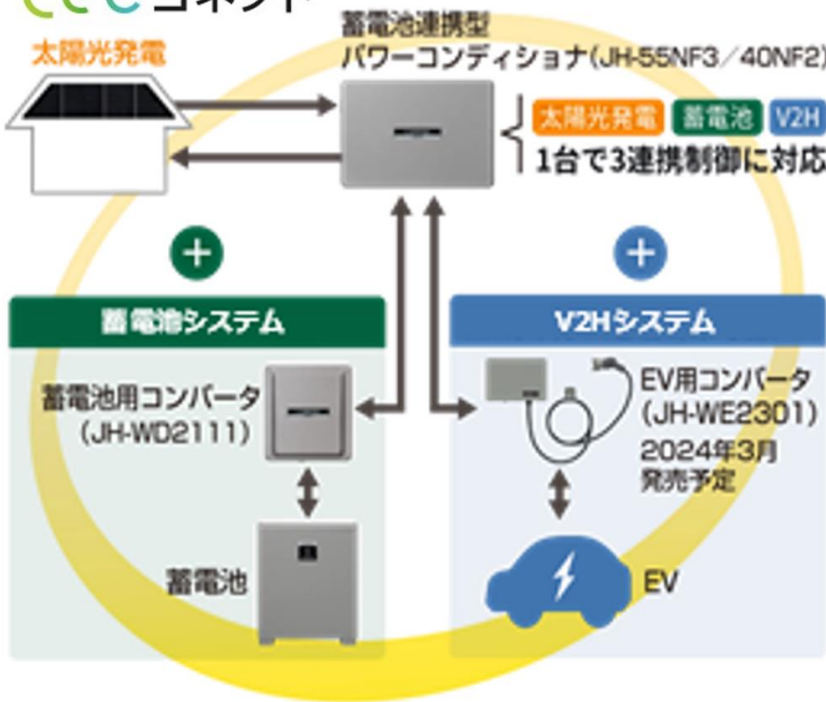 コネクト
太陽光発電
蓄電池連携型
パワーコンディショナ(JH-55NF3／40NF2)
太陽光発電 蓄電池 V2H
1台で3連携制御に対応
蓄電池システム
蓄電池用コンバータ
(JH-WD2111)
蓄電池
V2Hシステム
EV用コンバータ
(JH-WE2301)
2024年3月
発売予定
EV